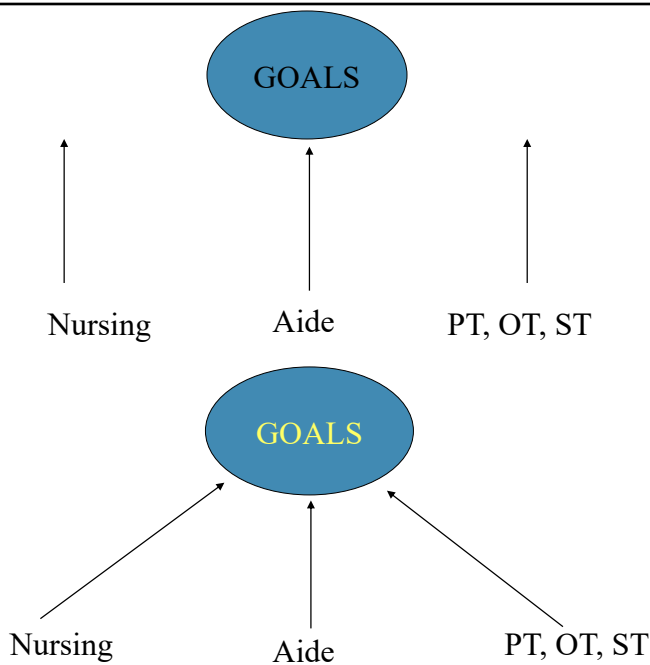 GOALS
Nursing
Aide
PT, OT, ST
GOALS
Nursing
Aide
PT, OT, ST